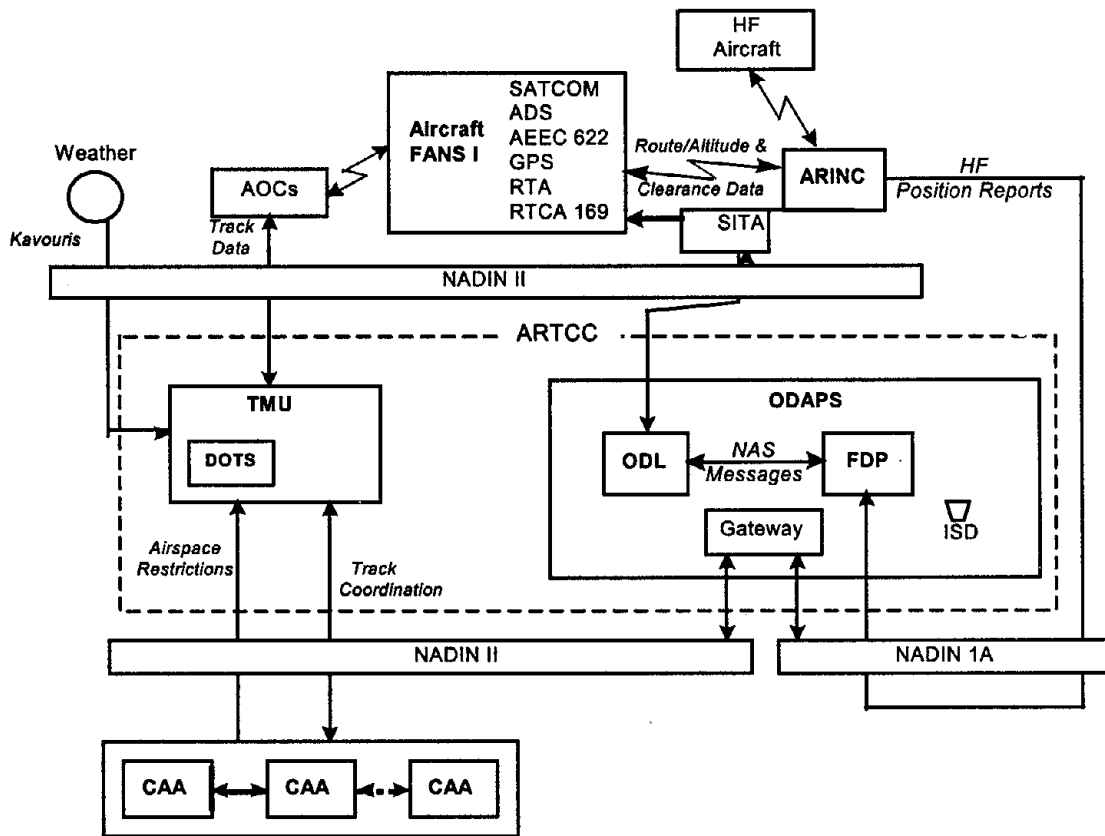 HF
Aircraft
SATCOM
ADS
Aircraft
AEEC 622
FANS I
GPS
RTA
RTCA 169
Route/Altitude &
Clearance Data
ARINC
HF
Position Reports
SITA
Weather
Kavouris
AOCs
Track
Data
NADIN II
ARTCC
TMU
DOTS
ODAPS
ODL
NAS
Messages
FDP
Gateway
ISD
Airspace
Restrictions
Track
Coordination
NADIN II
NADIN 1A
CAA
CAA
CAA